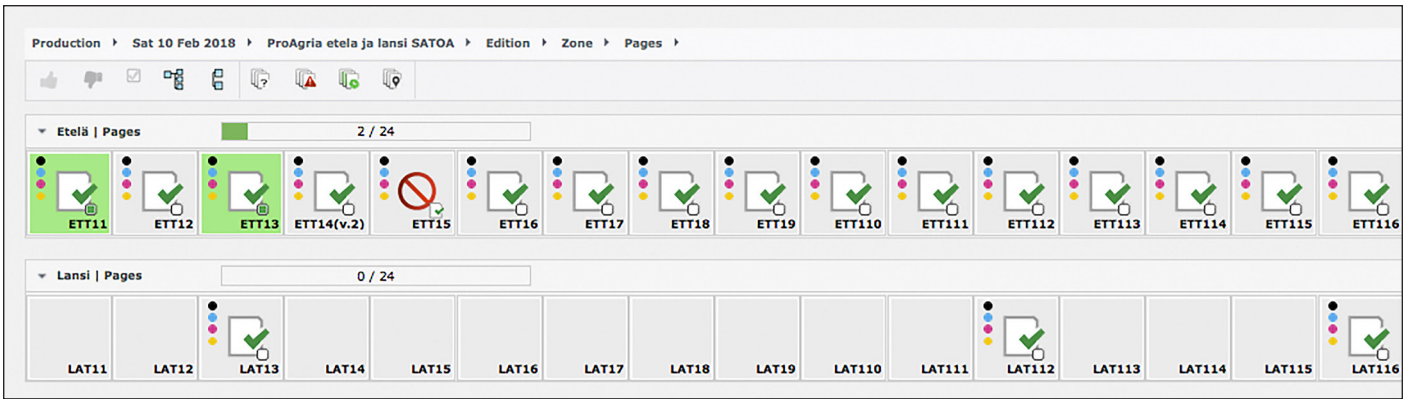 Production Sat 10 Feb 2018 ProAgria etela ja lansi SATOA Edition Zone Pages
Etelä | Pages 2 / 24
ETT11 ETT12 ETT13 ETT14(v.2) ETT15 ETT16 ETT17 ETT18 ETT19 ETT110 ETT111 ETT112 ETT113 ETT114 ETT115 ETT116
Lansi | Pages 0 / 24
LAT11 LAT12 LAT13 LAT14 LAT15 LAT16 LAT17 LAT18 LAT19 LAT110 LAT111 LAT112 LAT113 LAT114 LAT115 LAT116